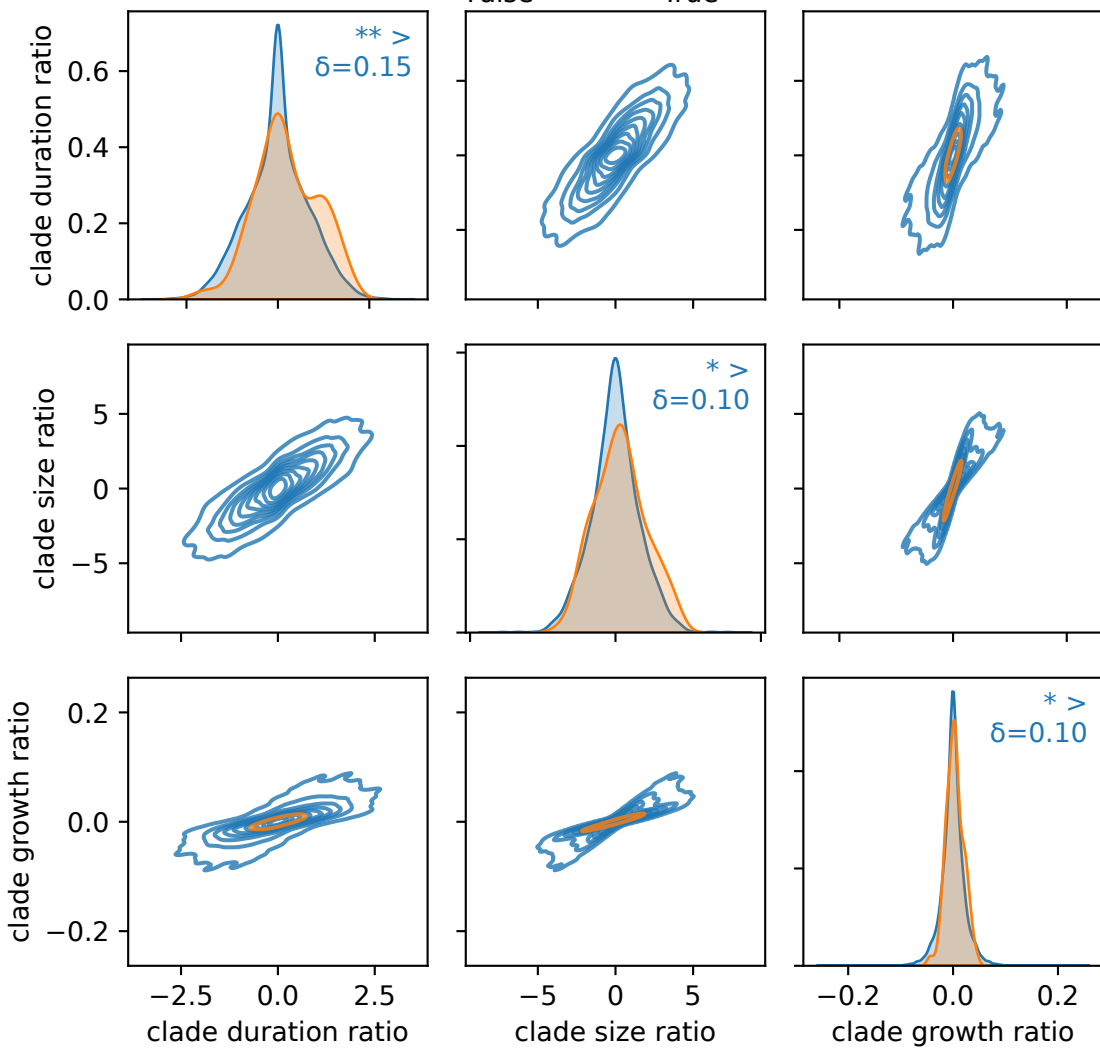 clade duration ratio
0.6
0.4
0.2
0.0
** >
δ=0.15
clade size ratio
5
0
−5
* >
δ=0.10
clade growth ratio
0.2
0.0
−0.2
* >
δ=0.10
−2.5 0.0 2.5
−5 0 5
−0.2 0.0 0.2
clade duration ratio
clade size ratio
clade growth ratio